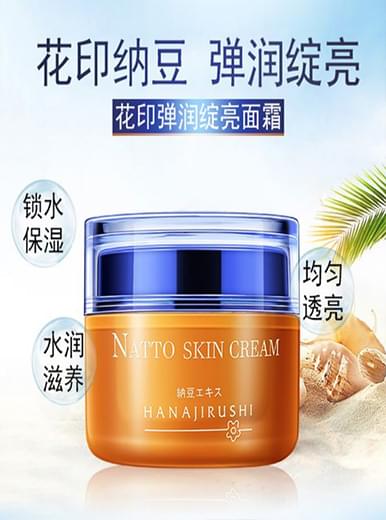 花印纳豆 弹润绽亮
花印弹润绽亮面霜
锁水
保湿
均匀
透亮
水润
滋养
NATTO SKIN CREAM
納豆エキス
HANAJIRUSHI